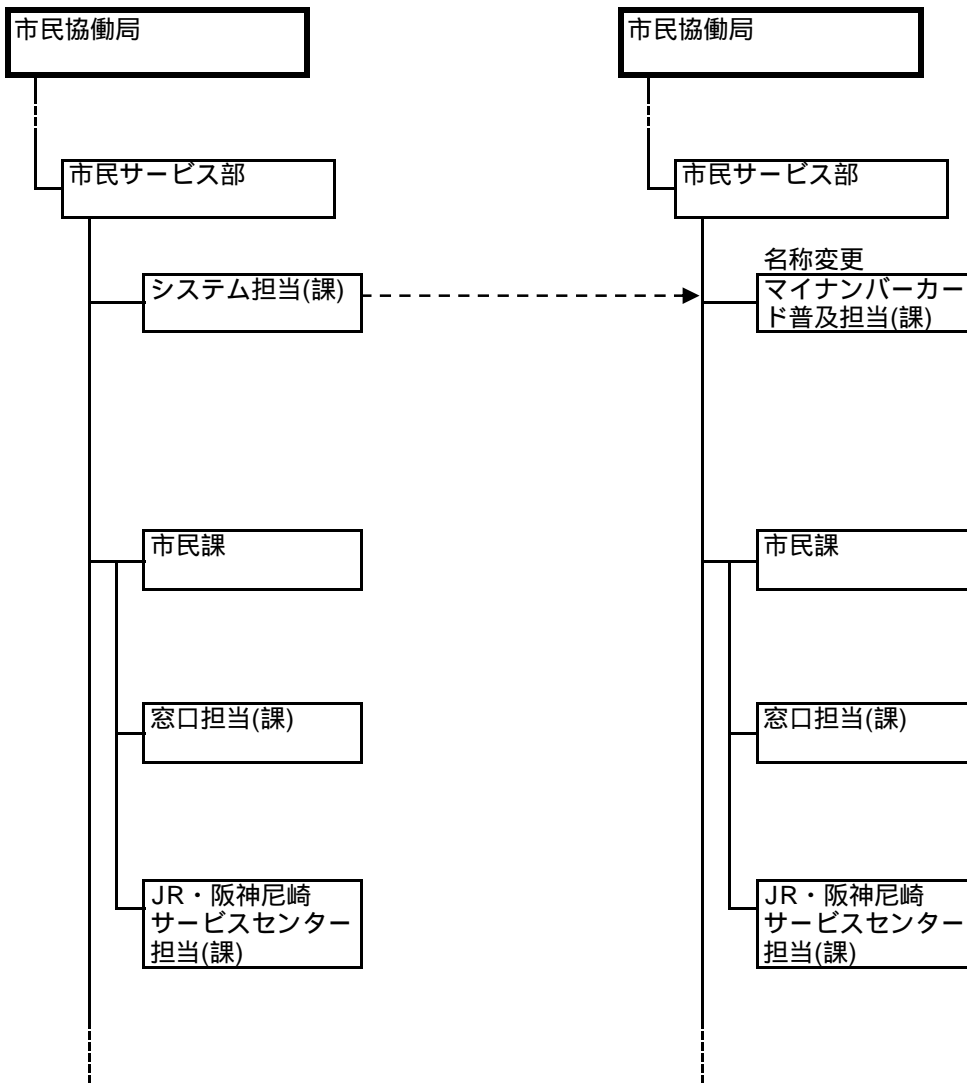 市民協働局
市民サービス部
システム担当(課)
市民課
窓口担当(課)
JR・阪神尼崎
サービスセンター
担当(課)
市民協働局
市民サービス部
名称変更
マイナンバーカー
ド普及担当(課)
市民課
窓口担当(課)
JR・阪神尼崎
サービスセンター
担当(課)